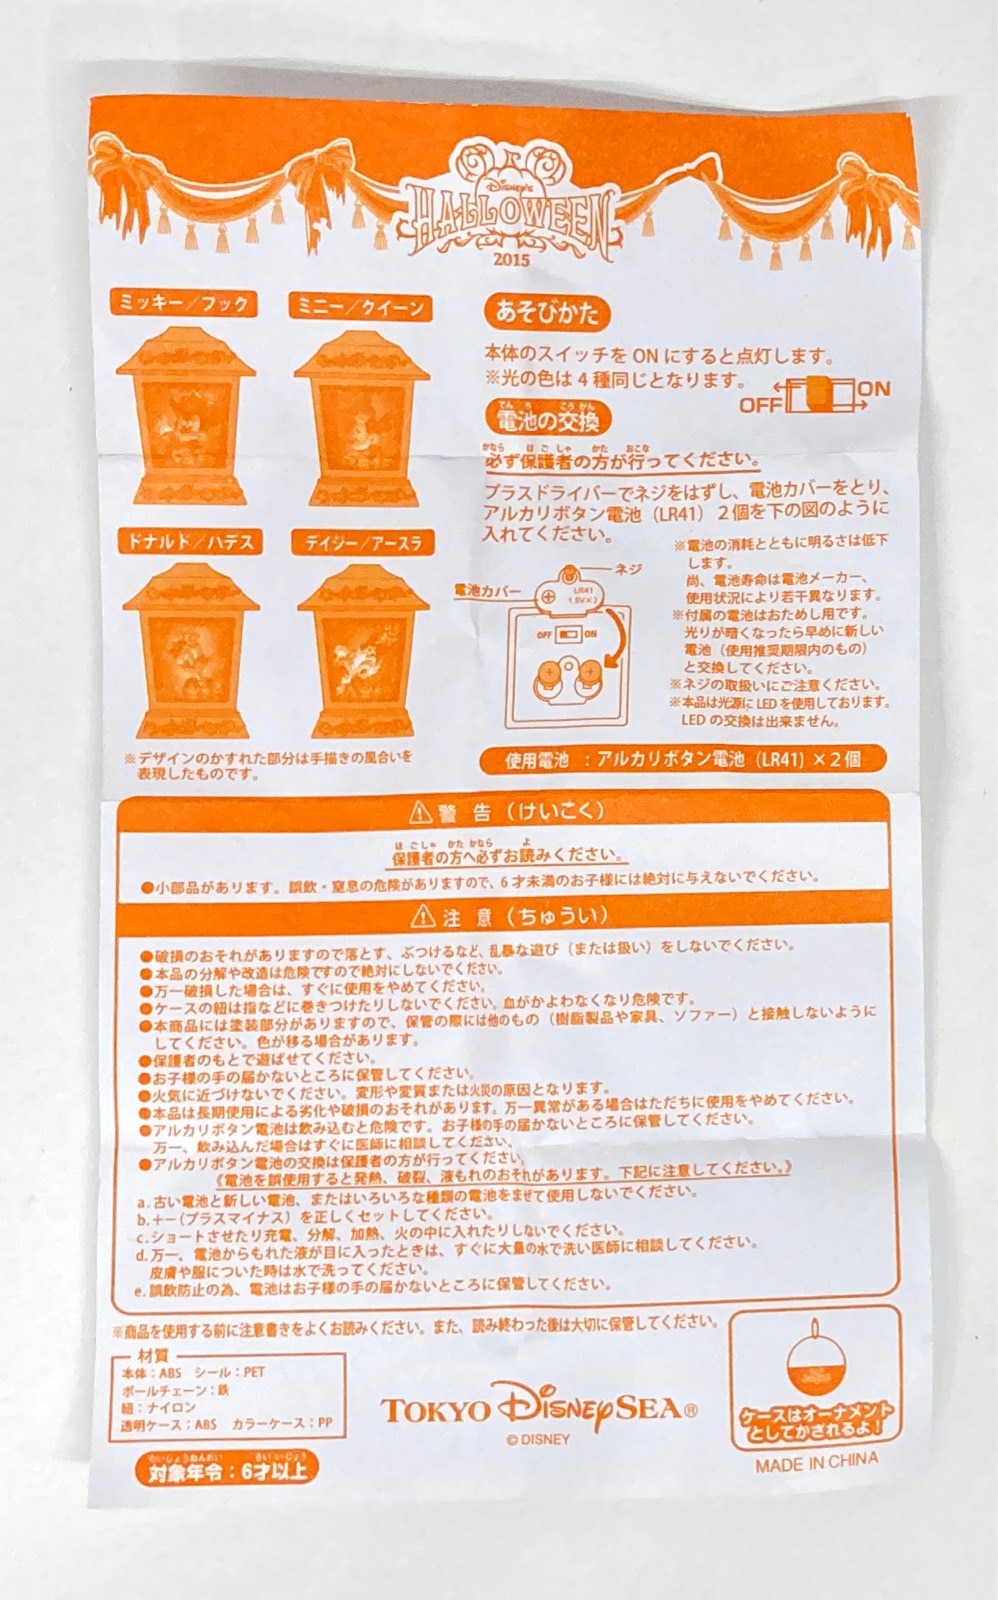 Disney's
HALLOWEEN
2015
ミッキー／フック
ミニー／クイーン
ドナルド／ハデス
デイジー／アースラ
※デザインのかすれた部分は手描きの風合いを
表現したものです。
あそびかた
本体のスイッチを ON にすると点灯します。
※光の色は 4 種同じとなります。
OFF ON
でんち こうかん
電池の交換
かなら ほごしゃ かた おこな
必ず保護者の方が行ってください。
プラスドライバーでネジをはずし、電池カバーをとり、
アルカリボタン電池（LR41）２個を下の図のように
入れてください。
ネジ
電池カバー
LR41
1.5V×2
OFF ON
※電池の消耗とともに明るさは低下
します。
尚、電池寿命は電池メーカー、
使用状況により若干異なります。
※付属の電池はおためし用です。
光りが暗くなったら早めに新しい
電池（使用推奨期限内のもの）
と交換してください。
※ネジの取扱いにご注意ください。
※本品は光源に LED を使用しております。
LED の交換は出来ません。
使用電池 ：アルカリボタン電池（LR41）×２個
⚠警 告（けいこく）
ほごしゃ かた かなら よ
保護者の方へ必ずお読みください。
●小部品があります。誤飲・窒息の危険がありますので、6 才未満のお子様には絶対に与えないでください。
⚠注 意（ちゅうい）
●破損のおそれがありますので落とす、ぶつけるなど、乱暴な遊び（または扱い）をしないでください。
●本品の分解や改造は危険ですので絶対にしないでください。
●万一破損した場合は、すぐに使用をやめてください。
●ケースの紐は指などに巻きつけたりしないでください。血がかよわなくなり危険です。
●本商品には塗装部分がありますので、保管の際には他のもの（樹脂製品や家具、ソファー）と接触しないように
してください。色が移る場合があります。
●保護者のもとで遊ばせてください。
●お子様の手の届かないところに保管してください。
●火気に近づけないでください。変形や変質または火災の原因となります。
●本品は長期使用による劣化や破損のおそれがあります。万一異常がある場合はただちに使用をやめてください。
●アルカリボタン電池は飲み込むと危険です。お子様の手の届かないところに保管してください。
万一、飲み込んだ場合はすぐに医師に相談してください。
●アルカリボタン電池の交換は保護者の方が行ってください。
《電池を誤使用すると発熱、破裂、液もれのおそれがあります。下記に注意してください。》
a.古い電池と新しい電池、またはいろいろな種類の電池をまぜて使用しないでください。
b.＋−（プラスマイナス）を正しくセットしてください。
c.ショートさせたり充電、分解、加熱、火の中に入れたりしないでください。
d.万一、電池からもれた液が目に入ったときは、すぐに大量の水で洗い医師に相談してください。
皮膚や服についた時は水で洗ってください。
e.誤飲防止の為、電池はお子様の手の届かないところに保管してください。
※商品を使用する前に注意書きをよくお読みください。また、読み終わった後は大切に保管してください。
材質
本体：ABS シール：PET
ボールチェーン：鉄
紐：ナイロン
透明ケース：ABS カラーケース：PP
たいしょうねんれい さいいじょう
対象年令：6才以上
TOKYO DISNEY SEA®
© DISNEY
ケースはオーナメント
としてかざれるよ！
MADE IN CHINA